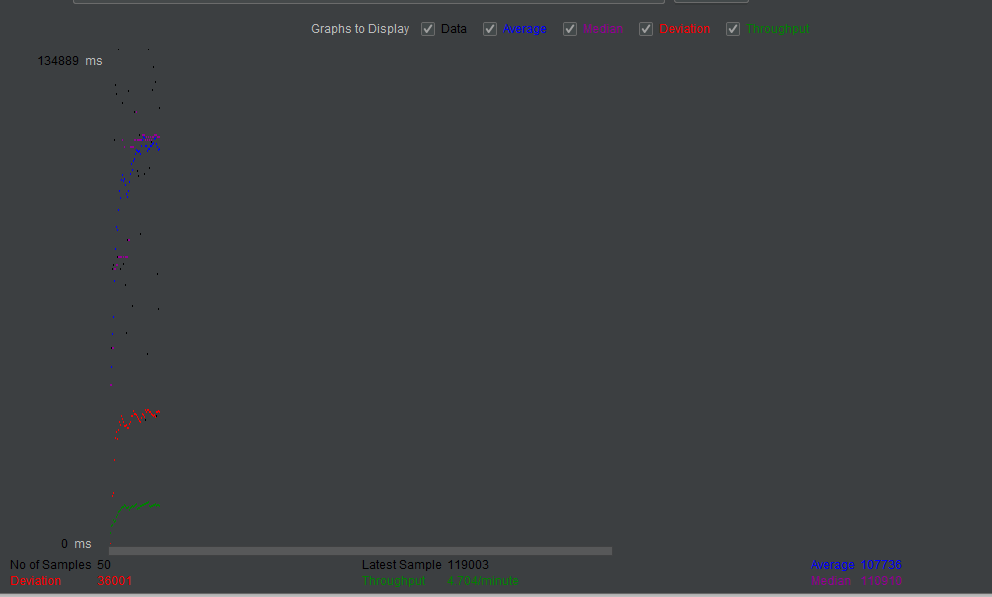 Graphs to Display Data Average Median Deviation Throughput
134889 ms
0 ms
No of Samples 50 Latest Sample 119003 Average 107736
Deviation 36001 Throughput 4.704/minute Median